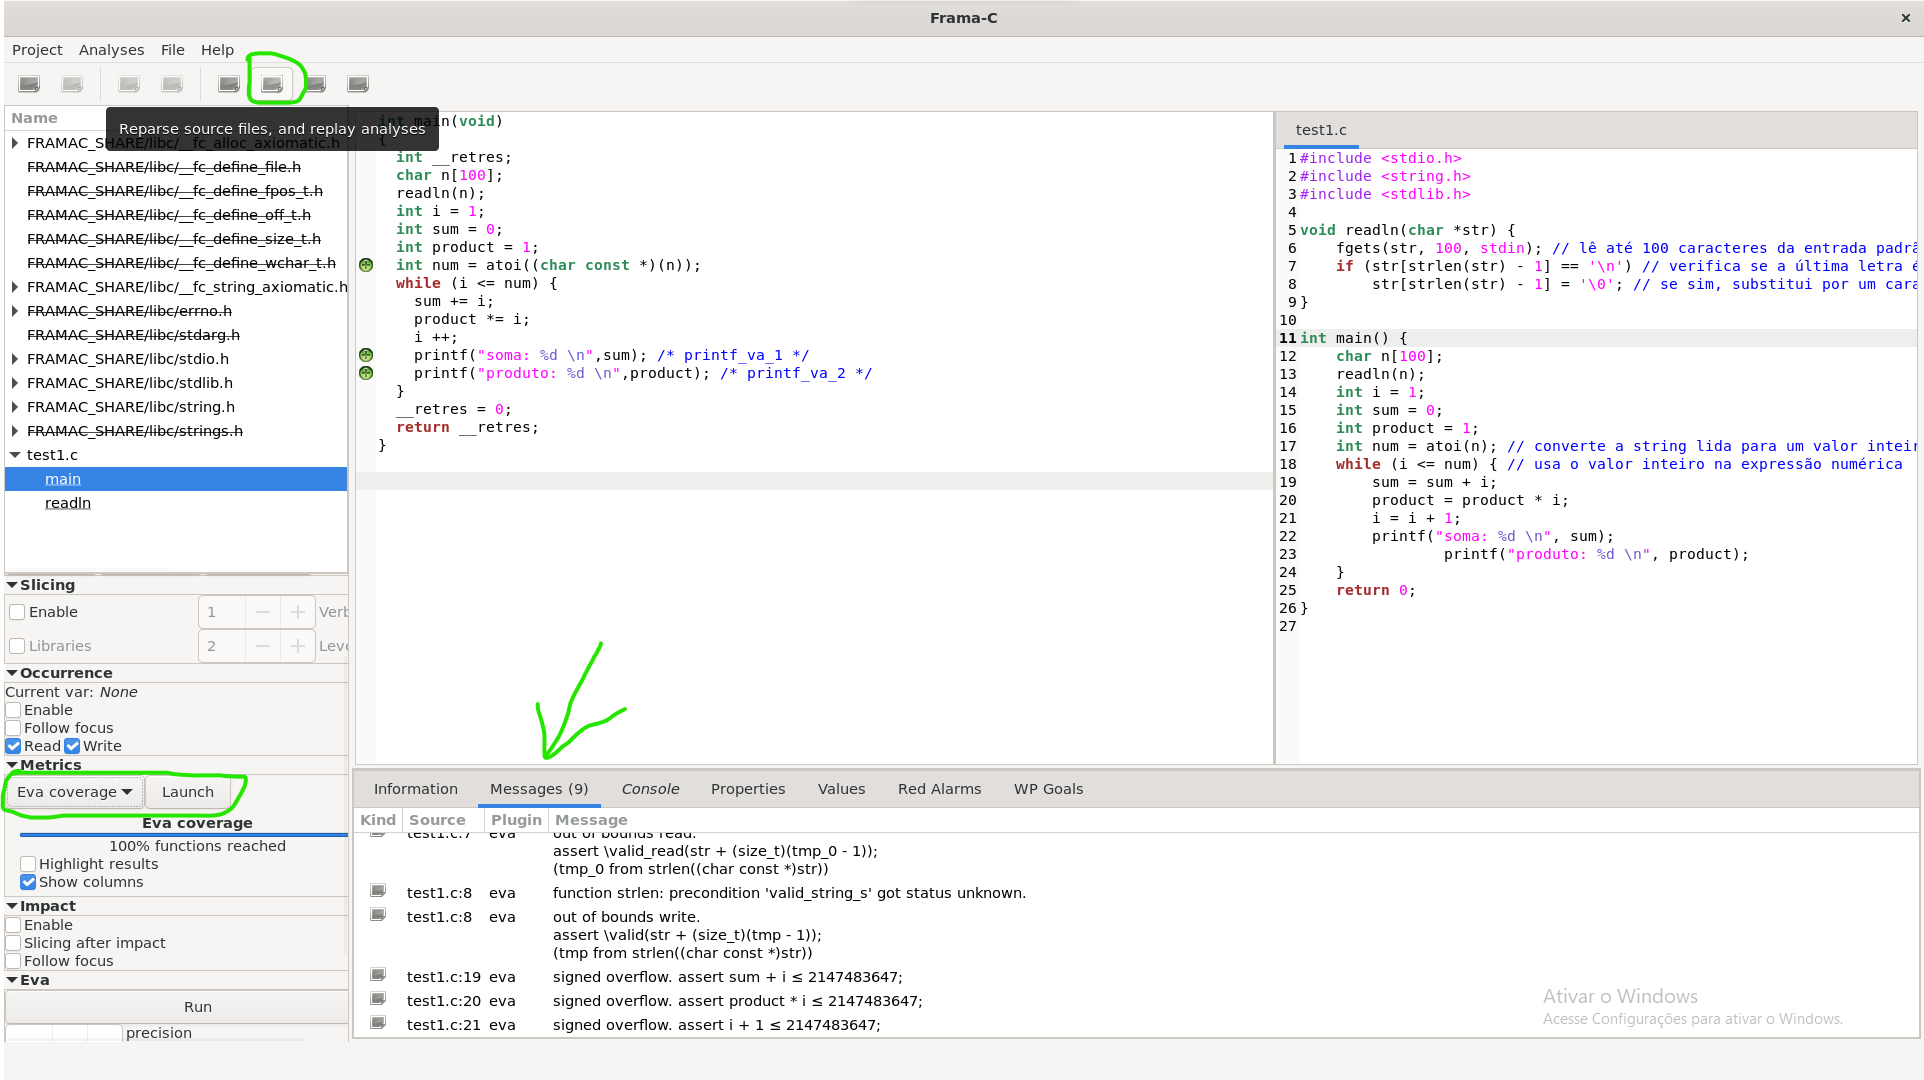 Frama-C
×
Project Analyses File Help
Reparse source files, and replay analyses
Name
FRAMAC_SHARE/libc/__fc_alloc_axiomatic.h
FRAMAC_SHARE/libc/__fc_define_file.h
FRAMAC_SHARE/libc/__fc_define_fpos_t.h
FRAMAC_SHARE/libc/__fc_define_off_t.h
FRAMAC_SHARE/libc/__fc_define_size_t.h
FRAMAC_SHARE/libc/__fc_define_wchar_t.h
FRAMAC_SHARE/libc/__fc_string_axiomatic.h
FRAMAC_SHARE/libc/errno.h
FRAMAC_SHARE/libc/stdarg.h
FRAMAC_SHARE/libc/stdio.h
FRAMAC_SHARE/libc/stdlib.h
FRAMAC_SHARE/libc/string.h
FRAMAC_SHARE/libc/strings.h
test1.c
main
readln
Slicing
Enable 1 — + Verb
Libraries 2 — + Leve
Occurrence
Current var: None
Enable
Follow focus
Read Write
Metrics
Eva coverage Launch
Eva coverage
100% functions reached
Highlight results
Show columns
Impact
Enable
Slicing after impact
Follow focus
Eva
Run
precision
int main(void)
{
int __retres;
char n[100];
readln(n);
int i = 1;
int sum = 0;
int product = 1;
int num = atoi((char const *)(n));
while (i <= num) {
sum += i;
product *= i;
i ++;
printf("soma: %d \n",sum); /* printf_va_1 */
printf("produto: %d \n",product); /* printf_va_2 */
}
__retres = 0;
return __retres;
}
test1.c
1 #include <stdio.h>
2 #include <string.h>
3 #include <stdlib.h>
4
5 void readln(char *str) {
6 fgets(str, 100, stdin); // lê até 100 caracteres da entrada padrã
7 if (str[strlen(str) - 1] == '\n') // verifica se a última letra é
8 str[strlen(str) - 1] = '\0'; // se sim, substitui por um cara
9 }
10
11 int main() {
12 char n[100];
13 readln(n);
14 int i = 1;
15 int sum = 0;
16 int product = 1;
17 int num = atoi(n); // converte a string lida para um valor inteir
18 while (i <= num) { // usa o valor inteiro na expressão numérica
19 sum = sum + i;
20 product = product * i;
21 i = i + 1;
22 printf("soma: %d \n", sum);
23 printf("produto: %d \n", product);
24 }
25 return 0;
26 }
27
Information Messages (9) Console Properties Values Red Alarms WP Goals
Kind Source Plugin Message
test1.c:7 eva out of bounds read.
assert \valid_read(str + (size_t)(tmp_0 - 1));
(tmp_0 from strlen((char const *)str))
test1.c:8 eva function strlen: precondition 'valid_string_s' got status unknown.
test1.c:8 eva out of bounds write.
assert \valid(str + (size_t)(tmp - 1));
(tmp from strlen((char const *)str))
test1.c:19 eva signed overflow. assert sum + i ≤ 2147483647;
test1.c:20 eva signed overflow. assert product * i ≤ 2147483647;
test1.c:21 eva signed overflow. assert i + 1 ≤ 2147483647;
Ativar o Windows
Acesse Configurações para ativar o Windows.